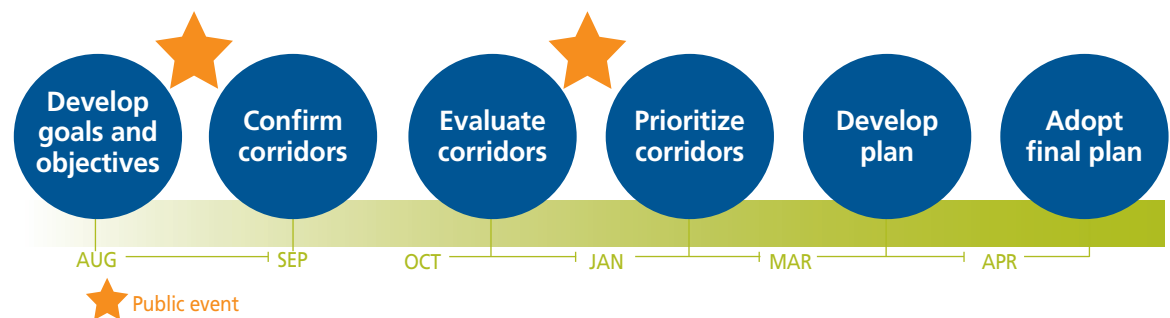 Develop
goals and
objectives
Confirm
corridors
Evaluate
corridors
Prioritize
corridors
Develop
plan
Adopt
final plan
AUG
SEP
OCT
JAN
MAR
APR
Public event